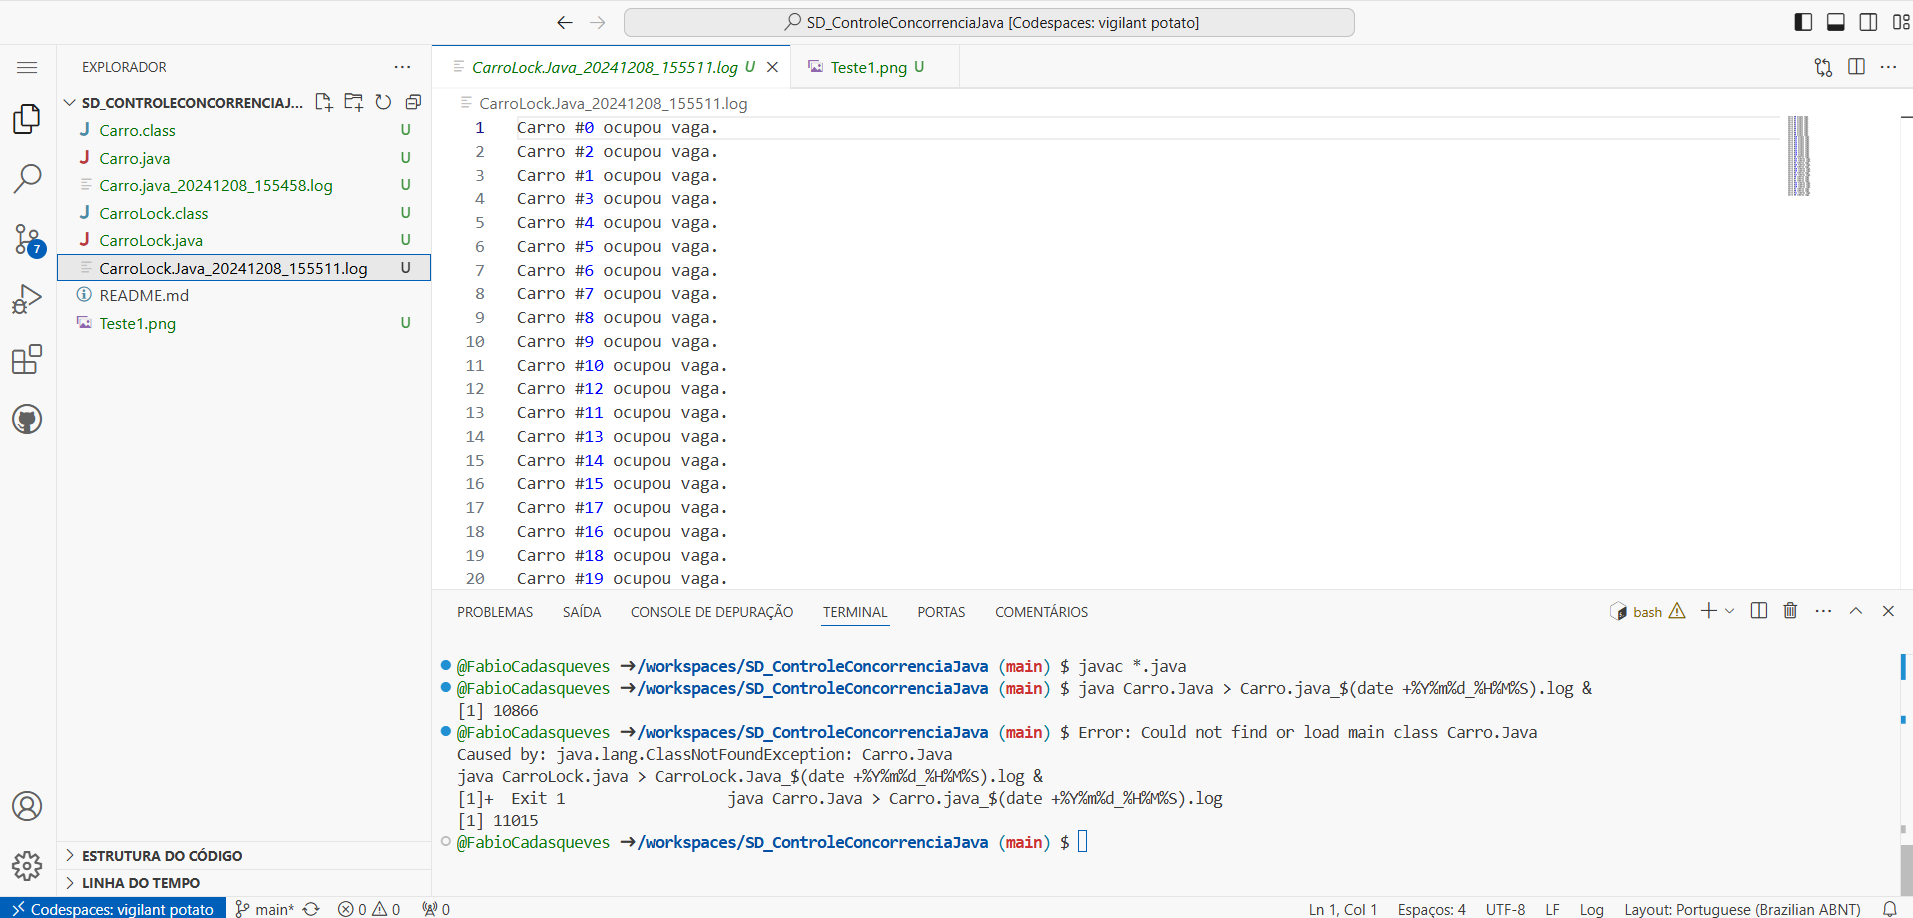 SD_ControleConcorrenciaJava [Codespaces: vigilant potato]
EXPLORADOR
SD_CONTROLECONCORRENCIAJ...
Carro.class U
Carro.java U
Carro.java_20241208_155458.log U
CarroLock.class U
CarroLock.java U
CarroLock.Java_20241208_155511.log U
README.md
Teste1.png U
7
ESTRUTURA DO CÓDIGO
LINHA DO TEMPO
CarroLock.Java_20241208_155511.log U
Teste1.png U
CarroLock.Java_20241208_155511.log
1 Carro #0 ocupou vaga.
2 Carro #2 ocupou vaga.
3 Carro #1 ocupou vaga.
4 Carro #3 ocupou vaga.
5 Carro #4 ocupou vaga.
6 Carro #5 ocupou vaga.
7 Carro #6 ocupou vaga.
8 Carro #7 ocupou vaga.
9 Carro #8 ocupou vaga.
10 Carro #9 ocupou vaga.
11 Carro #10 ocupou vaga.
12 Carro #12 ocupou vaga.
13 Carro #11 ocupou vaga.
14 Carro #13 ocupou vaga.
15 Carro #14 ocupou vaga.
16 Carro #15 ocupou vaga.
17 Carro #17 ocupou vaga.
18 Carro #16 ocupou vaga.
19 Carro #18 ocupou vaga.
20 Carro #19 ocupou vaga.
PROBLEMAS SAÍDA CONSOLE DE DEPURAÇÃO TERMINAL PORTAS COMENTÁRIOS
bash
@FabioCadasqueves ➜/workspaces/SD_ControleConcorrenciaJava (main) $ javac *.java
@FabioCadasqueves ➜/workspaces/SD_ControleConcorrenciaJava (main) $ java Carro.Java > Carro.java_$(date +%Y%m%d_%H%M%S).log &
[1] 10866
@FabioCadasqueves ➜/workspaces/SD_ControleConcorrenciaJava (main) $ Error: Could not find or load main class Carro.Java
Caused by: java.lang.ClassNotFoundException: Carro.Java
java CarroLock.java > CarroLock.Java_$(date +%Y%m%d_%H%M%S).log &
[1]+ Exit 1 java Carro.Java > Carro.java_$(date +%Y%m%d_%H%M%S).log
[1] 11015
@FabioCadasqueves ➜/workspaces/SD_ControleConcorrenciaJava (main) $
Codespaces: vigilant potato main* 0 0 0 Ln 1, Col 1 Espaços: 4 UTF-8 LF Log Layout: Portuguese (Brazilian ABNT)